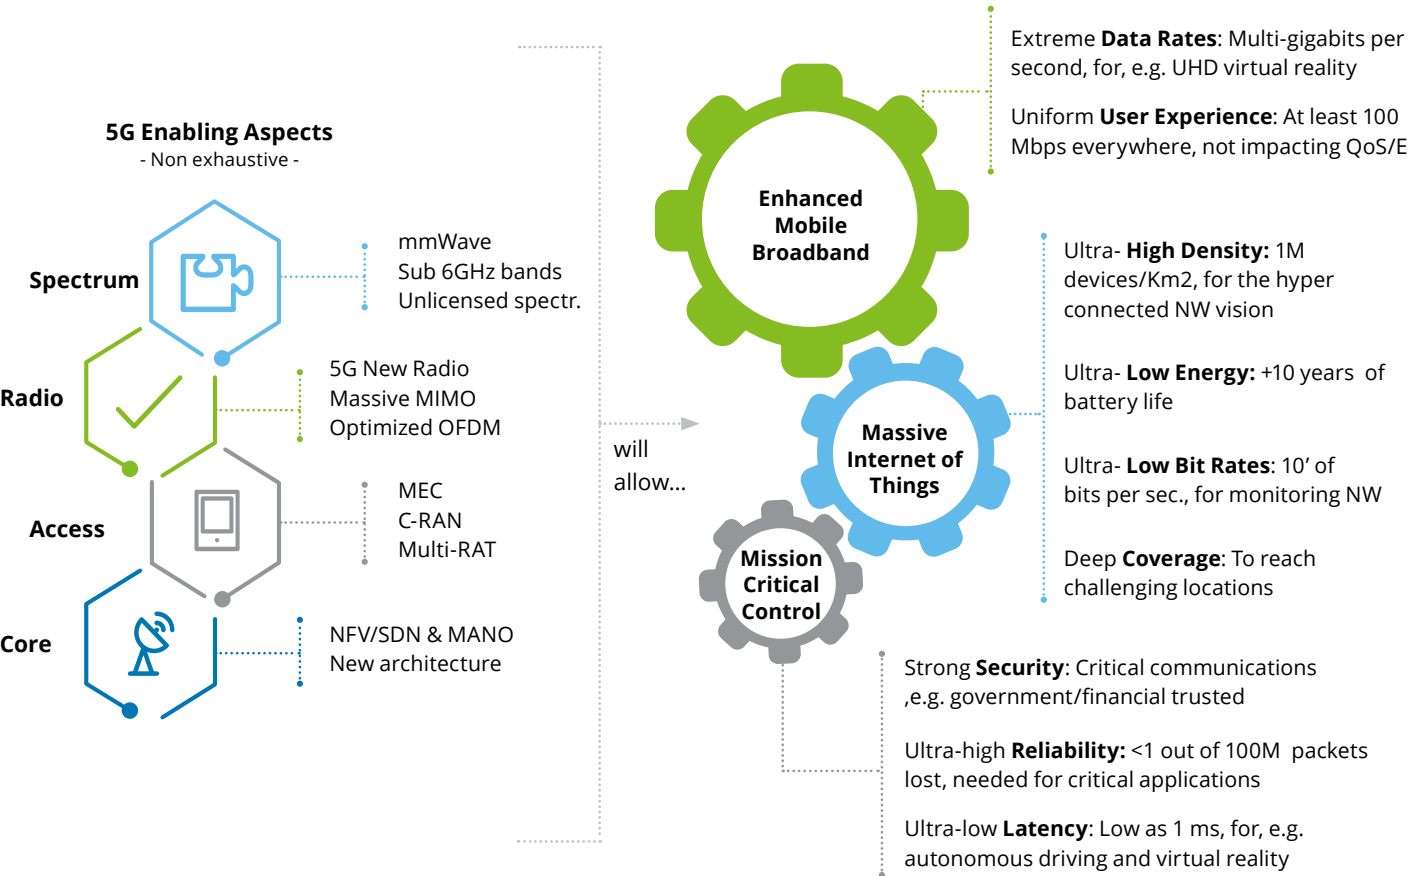 5G Enabling Aspects
- Non exhaustive -
Spectrum
mmWave
Sub 6GHz bands
Unlicensed spectr.
Radio
5G New Radio
Massive MIMO
Optimized OFDM
Access
MEC
C-RAN
Multi-RAT
Core
NFV/SDN & MANO
New architecture
will
allow...
Enhanced
Mobile
Broadband
Extreme Data Rates: Multi-gigabits per
second, for, e.g. UHD virtual reality
Uniform User Experience: At least 100
Mbps everywhere, not impacting QoS/E
Massive
Internet of
Things
Ultra- High Density: 1M
devices/Km2, for the hyper
connected NW vision
Ultra- Low Energy: +10 years of
battery life
Ultra- Low Bit Rates: 10’ of
bits per sec., for monitoring NW
Deep Coverage: To reach
challenging locations
Mission
Critical
Control
Strong Security: Critical communications
,e.g. government/financial trusted
Ultra-high Reliability: <1 out of 100M packets
lost, needed for critical applications
Ultra-low Latency: Low as 1 ms, for, e.g.
autonomous driving and virtual reality